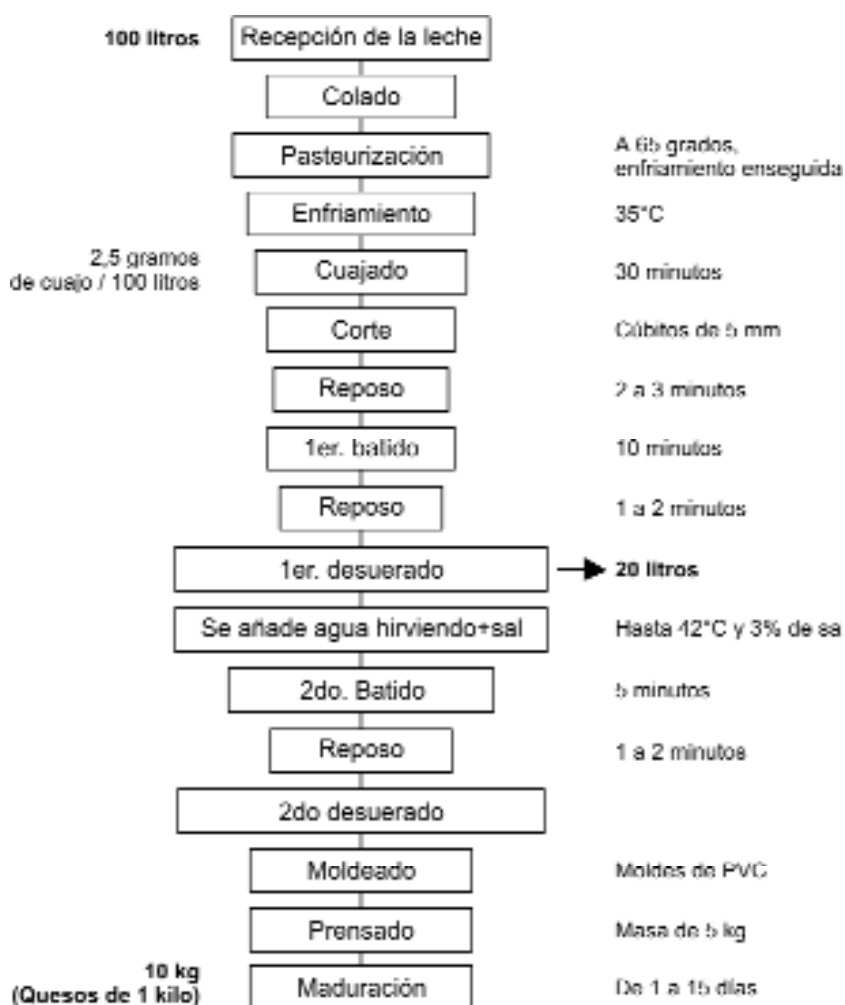 100 litros
Recepción de la leche
Colado
Pasteurización
A 65 grados,
enfriamiento enseguida
Enfriamiento
35°C
2,5 gramos
de cuajo / 100 litros
Cuajado
30 minutos
Corte
Cúbitos de 5 mm
Reposo
2 a 3 minutos
1er. batido
10 minutos
Reposo
1 a 2 minutos
1er. desuerado
20 litros
Se añade agua hirviendo+sal
Hasta 42°C y 3% de sa
2do. Batido
5 minutos
Reposo
1 a 2 minutos
2do desuerado
Moldeado
Moldes de PVC
Prensado
Masa de 5 kg
10 kg
(Quesos de 1 kilo)
Maduración
De 1 a 15 días